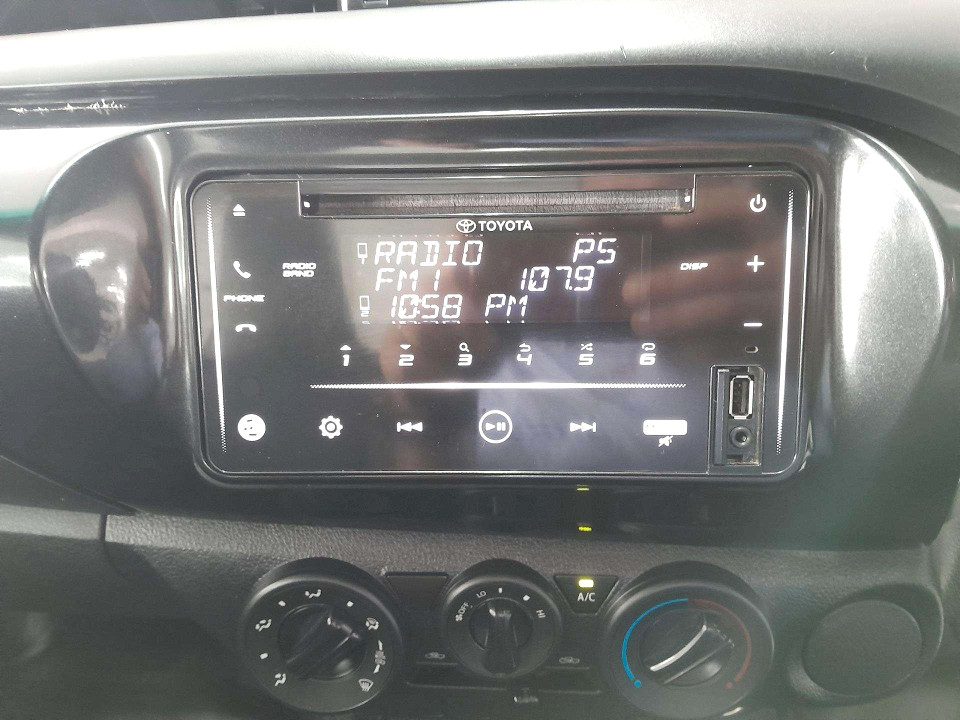 TOYOTA
RADIO PS
RADIO BAND
DISP
FM1 107.9
PHONE
10:58 PM
1 2 3 4 5 6
OFF LO HI
A/C